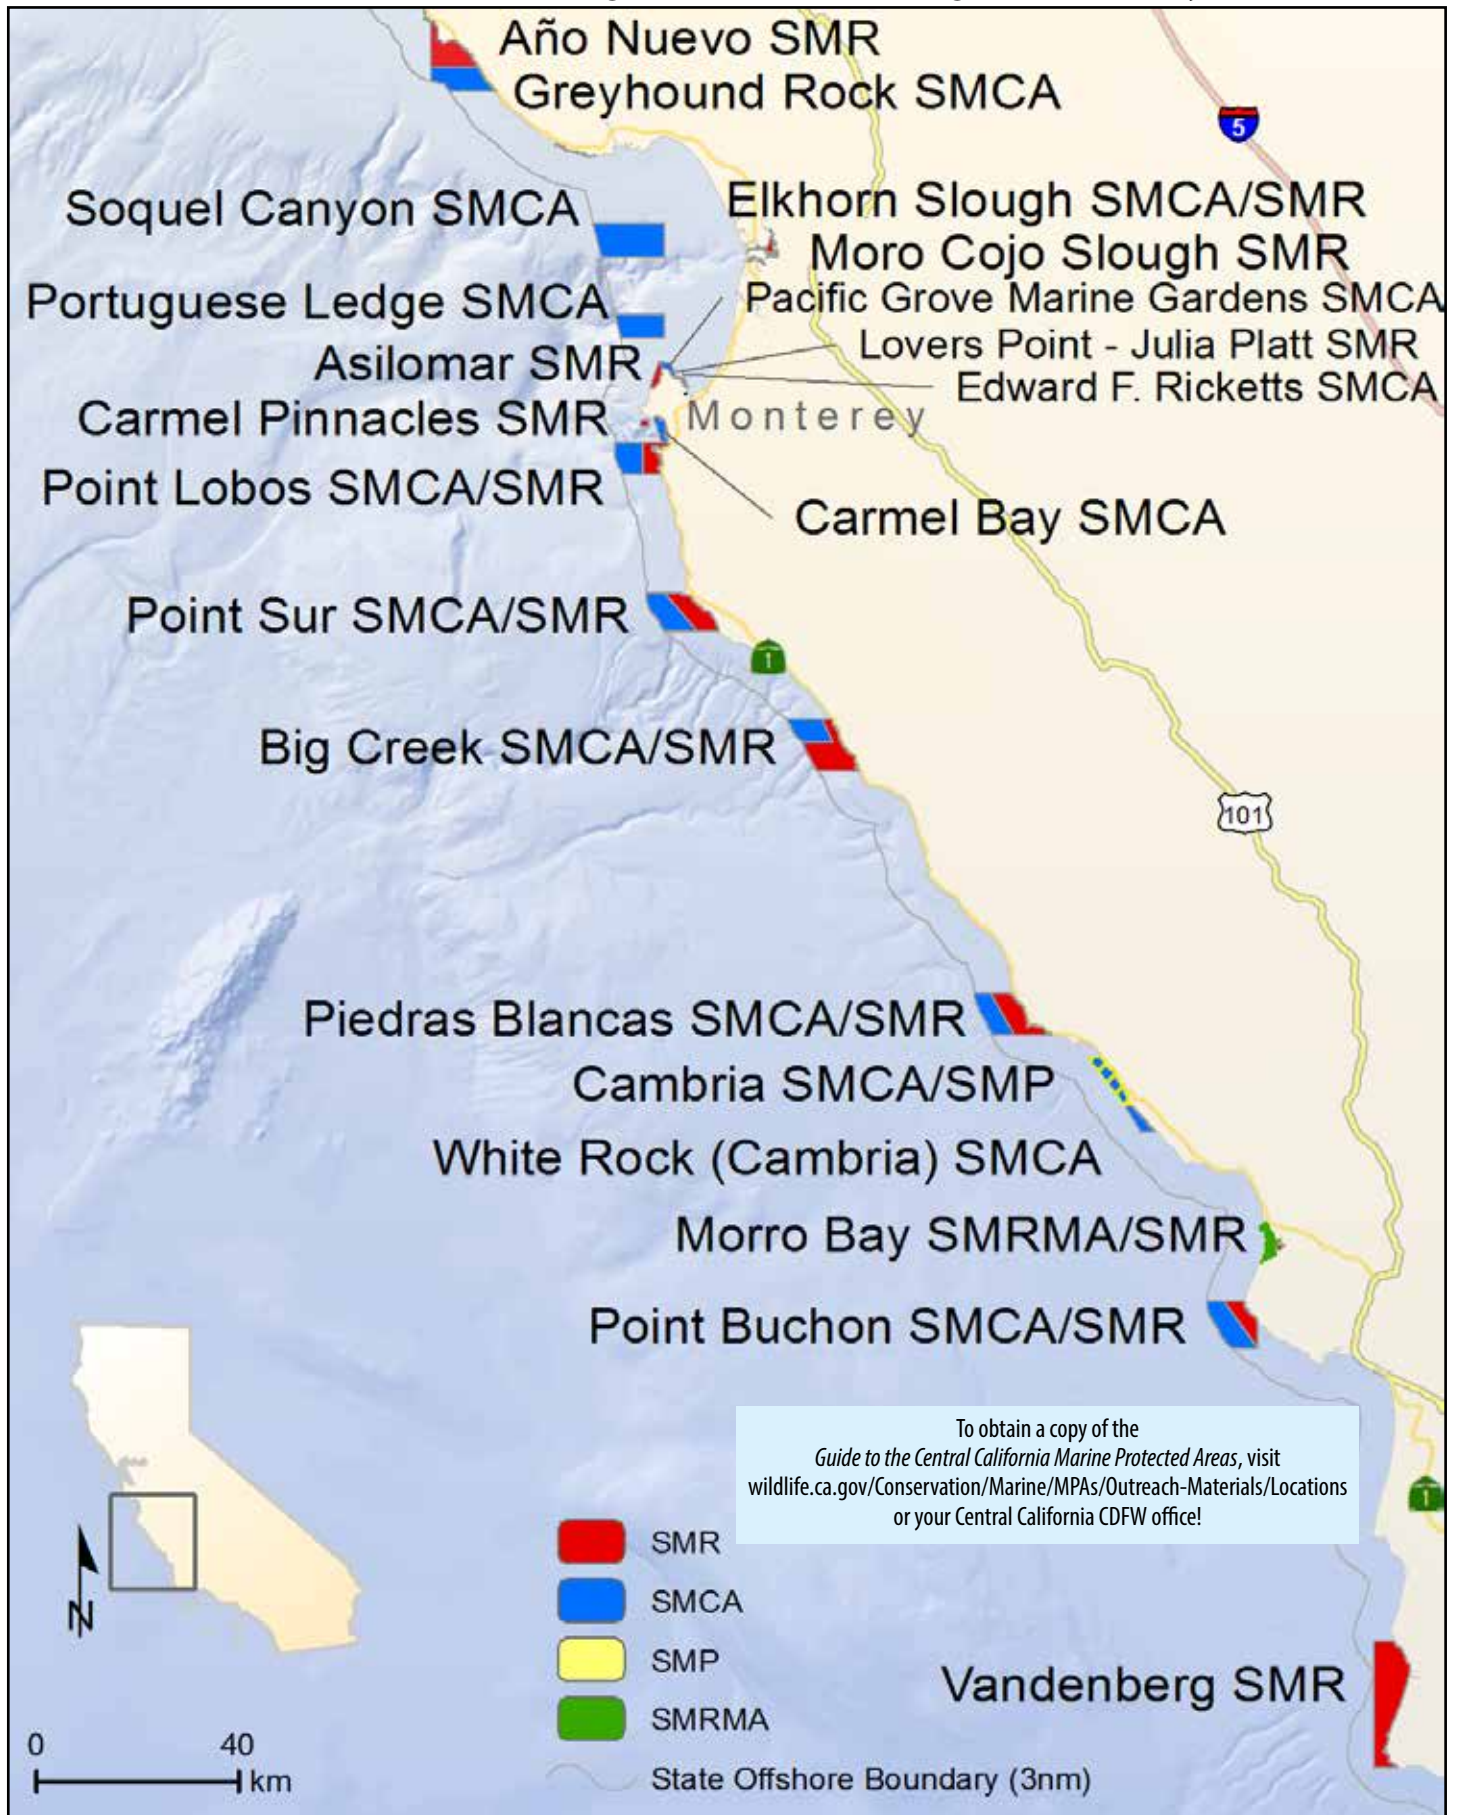 Año Nuevo SMR
Greyhound Rock SMCA
5
Soquel Canyon SMCA
Elkhorn Slough SMCA/SMR
Moro Cojo Slough SMR
Portuguese Ledge SMCA
Pacific Grove Marine Gardens SMCA
Lovers Point - Julia Platt SMR
Asilomar SMR
Edward F. Ricketts SMCA
Carmel Pinnacles SMR
Monterey
Point Lobos SMCA/SMR
Carmel Bay SMCA
Point Sur SMCA/SMR
1
Big Creek SMCA/SMR
101
Piedras Blancas SMCA/SMR
Cambria SMCA/SMP
White Rock (Cambria) SMCA
Morro Bay SMRMA/SMR
Point Buchon SMCA/SMR
To obtain a copy of the
Guide to the Central California Marine Protected Areas, visit
wildlife.ca.gov/Conservation/Marine/MPAs/Outreach-Materials/Locations
or your Central California CDFW office!
1
N
SMR
SMCA
SMP
SMRMA
State Offshore Boundary (3nm)
Vandenberg SMR
0 40
km